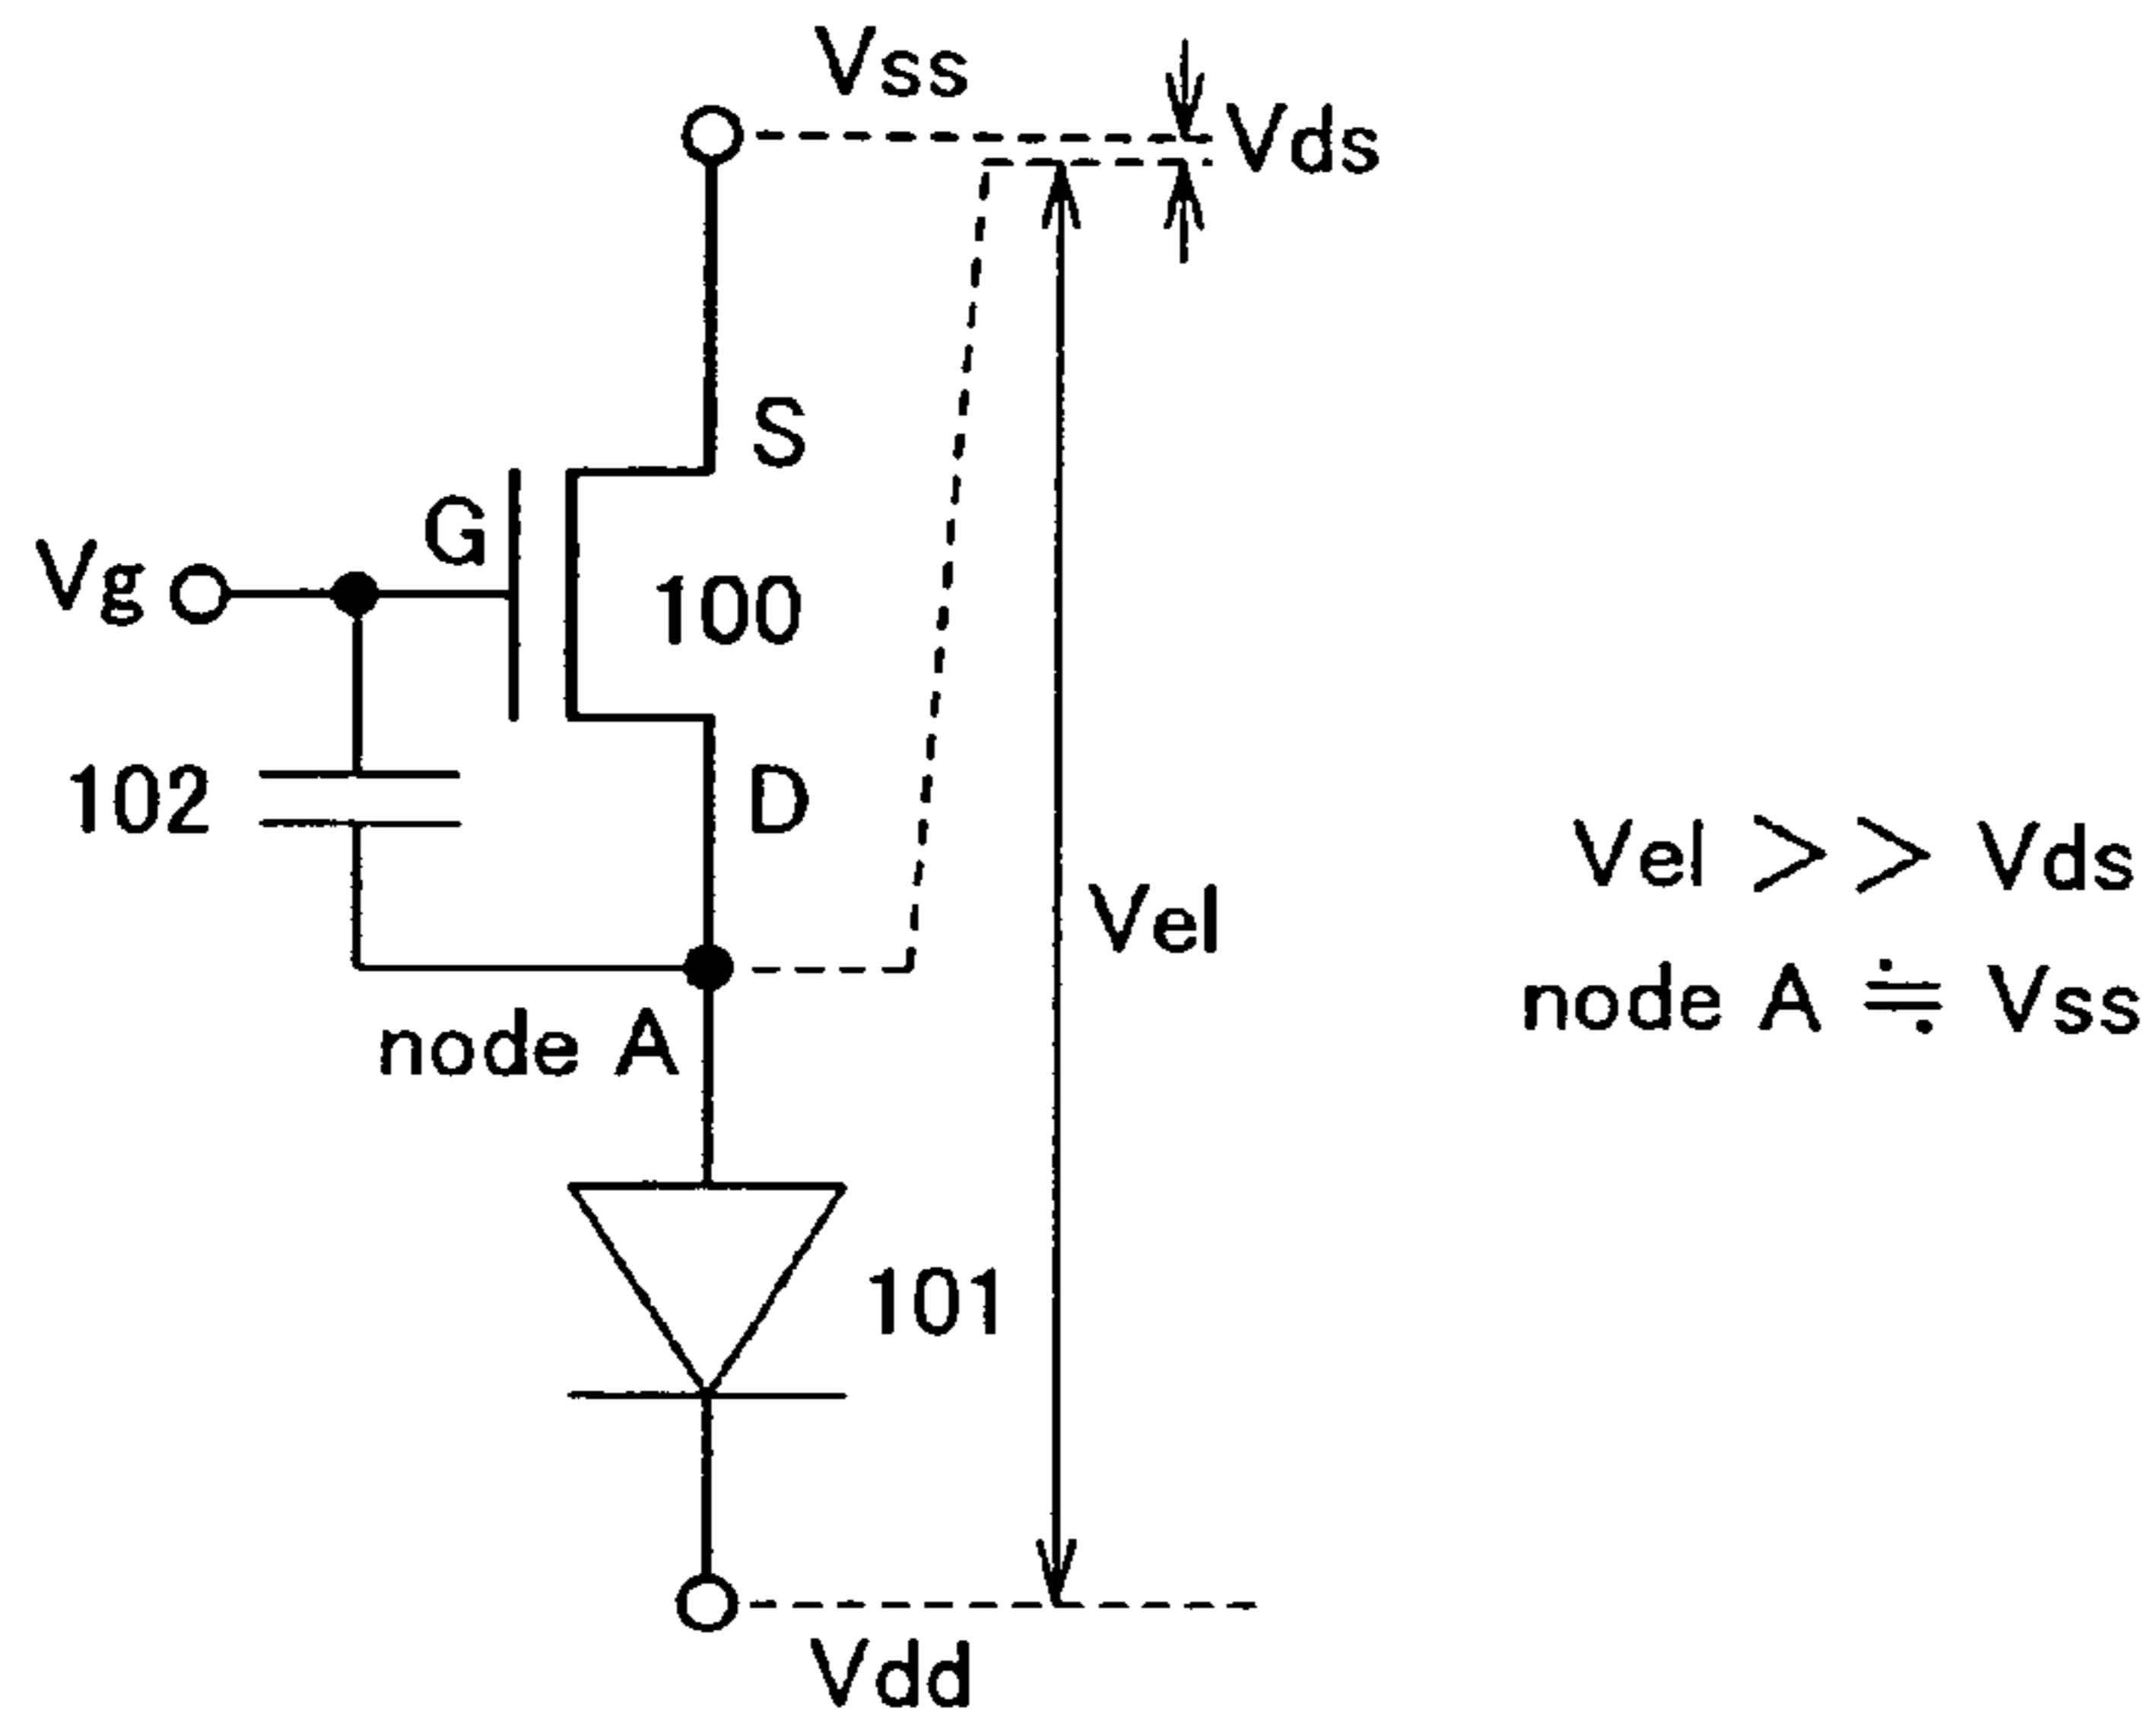 Vss
Vds
S
G
Vg
100
102
D
Vel >> Vds
Vel
node A ≒ Vss
node A
101
Vdd